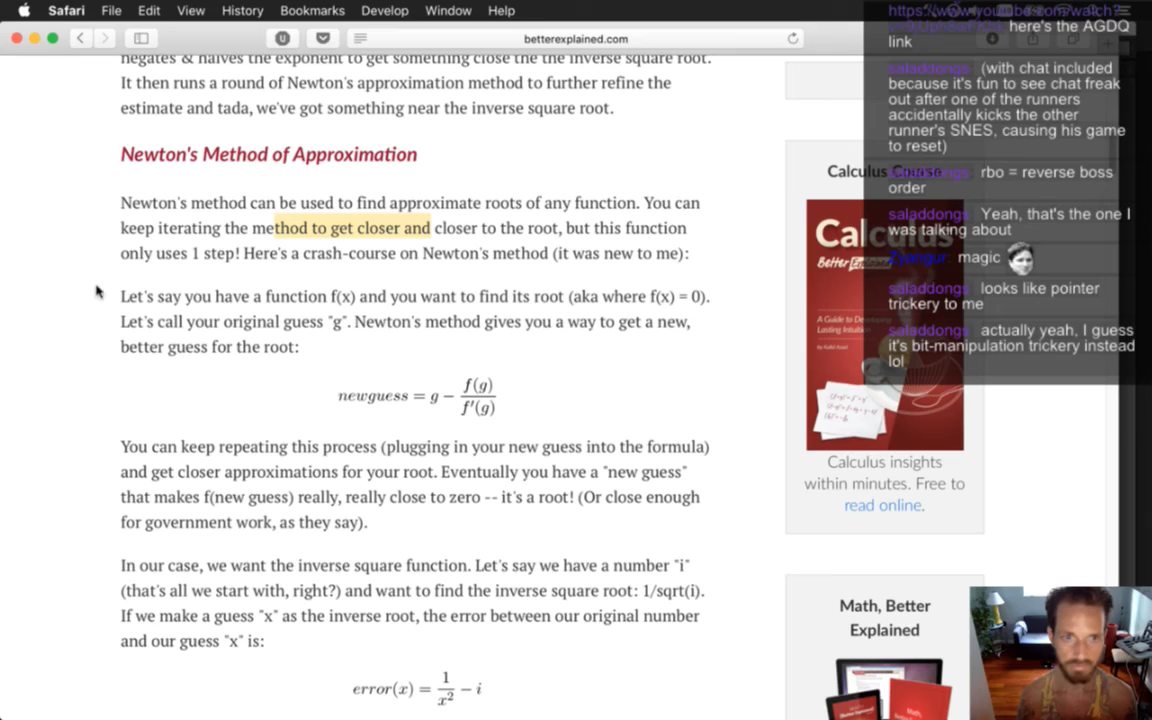 Safari File Edit View History Bookmarks Develop Window Help
betterexplained.com
negates & halves the exponent to get something close the the inverse square root.
It then runs a round of Newton's approximation method to further refine the
estimate and tada, we've got something near the inverse square root.
Newton's Method of Approximation
Newton's method can be used to find approximate roots of any function. You can
keep iterating the method to get closer and closer to the root, but this function
only uses 1 step! Here's a crash-course on Newton's method (it was new to me):
Let's say you have a function f(x) and you want to find its root (aka where f(x) = 0).
Let's call your original guess "g". Newton's method gives you a way to get a new,
better guess for the root:
newguess = g − f(g)/f'(g)
You can keep repeating this process (plugging in your new guess into the formula)
and get closer approximations for your root. Eventually you have a "new guess"
that makes f(new guess) really, really close to zero -- it's a root! (Or close enough
for government work, as they say).
In our case, we want the inverse square function. Let's say we have a number "i"
(that's all we start with, right?) and want to find the inverse square root: 1/sqrt(i).
If we make a guess "x" as the inverse root, the error between our original number
and our guess "x" is:
error(x) = 1/x² − i
Calculus
Calculus
Better Explained
A Guide to Developing
Lasting Intuition
Calculus insights
within minutes. Free to
read online.
Math, Better
Explained
https://www.youtube.com/watch?
here's the AGDQ
link
saladdongs (with chat included
because it's fun to see chat freak
out after one of the runners
accidentally kicks the other
runner's SNES, causing his game
to reset)
saladdongs rbo = reverse boss
order
saladdongs Yeah, that's the one I
was talking about
Zyangur: magic
saladdongs looks like pointer
trickery to me
saladdongs actually yeah, I guess
it's bit-manipulation trickery instead
lol